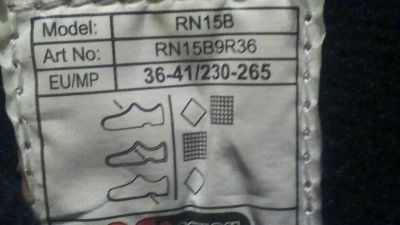 Model: RN15B
Art No: RN15B9R36
EU/MP 36-41/230-265